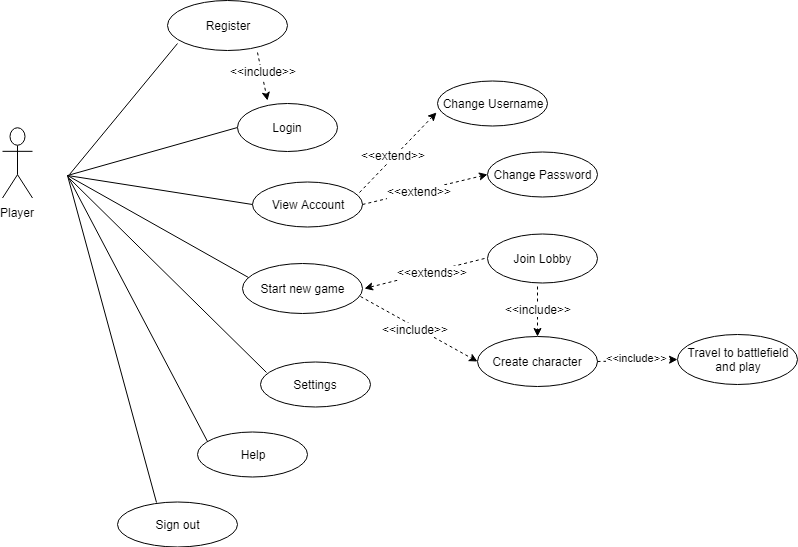 Register
<<include>>
Change Username
Login
<<extend>>
Change Password
<<extend>>
Player
View Account
Join Lobby
<<extends>>
Start new game
<<include>>
<<include>>
Create character
<<include>>
Travel to battlefield
and play
Settings
Help
Sign out